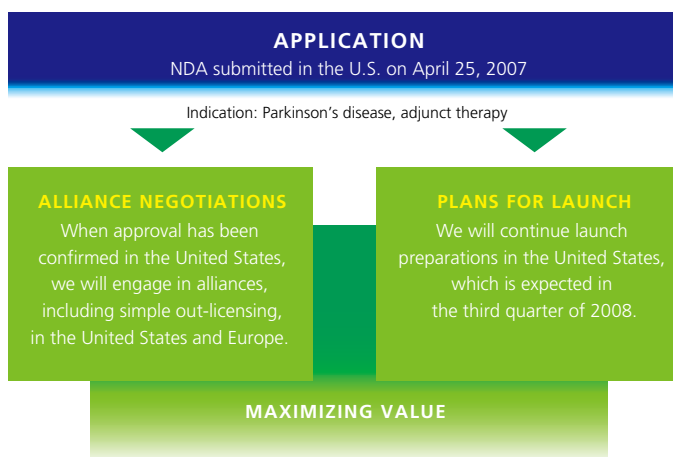 APPLICATION
NDA submitted in the U.S. on April 25, 2007
Indication: Parkinson’s disease, adjunct therapy
ALLIANCE NEGOTIATIONS
When approval has been
confirmed in the United States,
we will engage in alliances,
including simple out-licensing,
in the United States and Europe.
PLANS FOR LAUNCH
We will continue launch
preparations in the United States,
which is expected in
the third quarter of 2008.
MAXIMIZING VALUE